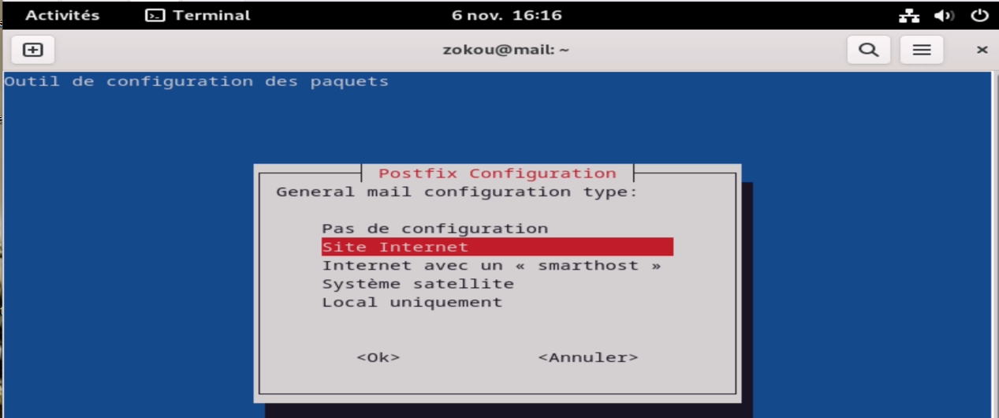 Activités Terminal 6 nov. 16:16
zokou@mail: ~
Outil de configuration des paquets
Postfix Configuration
General mail configuration type:
Pas de configuration
Site Internet
Internet avec un « smarthost »
Système satellite
Local uniquement
<Ok> <Annuler>